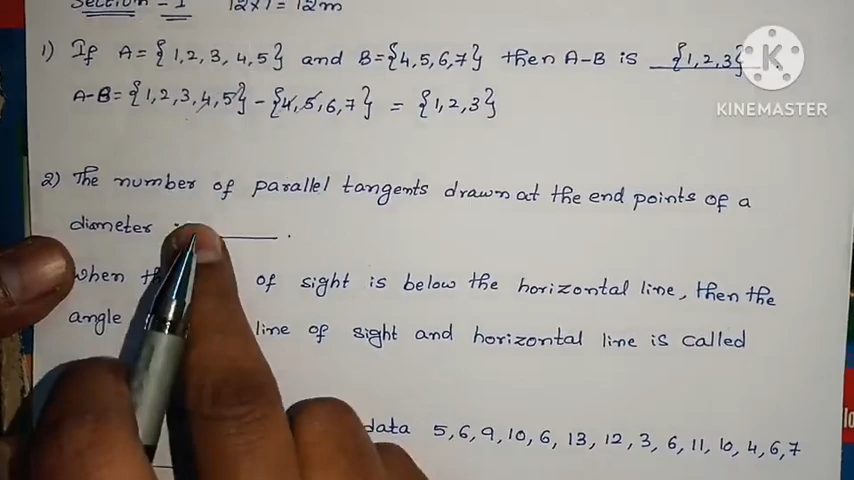 Section - I 12x1 = 12m
1) If A = {1,2,3,4,5} and B={4,5,6,7} then A-B is {1,2,3}.
A-B = {1,2,3,4,5} - {4,5,6,7} = {1,2,3}
KINEMASTER
2) The number of parallel tangents drawn at the end points of a
diameter ______.
when of sight is below the horizontal line, then the
angle line of sight and horizontal line is called
data 5,6,9,10,6,13,12,3,6,11,10,4,6,7